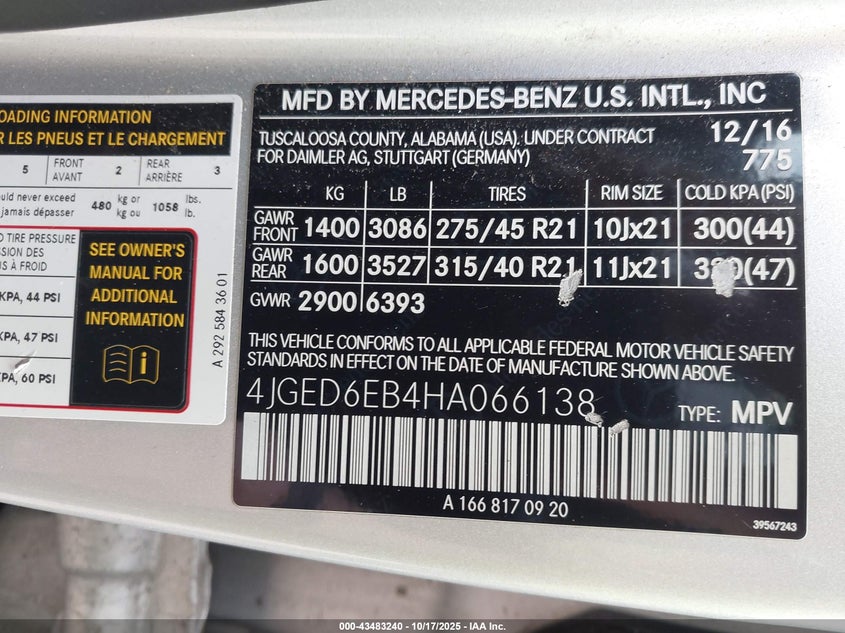 OADING INFORMATION
R LES PNEUS ET LE CHARGEMENT
5 FRONT AVANT 2 REAR ARRIÈRE 3
ould never exceed
jamais dépasser 480 kg or kg ou 1058 lbs. lb.
D TIRE PRESSURE
SSION DES
S À FROID
KPA, 44 PSI
KPA, 47 PSI
KPA, 60 PSI
SEE OWNER'S
MANUAL FOR
ADDITIONAL
INFORMATION
i
A 292 584 36 01
MFD BY MERCEDES-BENZ U.S. INTL., INC
TUSCALOOSA COUNTY, ALABAMA (USA). UNDER CONTRACT 12/16
FOR DAIMLER AG, STUTTGART (GERMANY) 775
KG LB TIRES RIM SIZE COLD KPA(PSI)
GAWR FRONT 1400 3086 275/45 R21 10Jx21 300(44)
GAWR REAR 1600 3527 315/40 R21 11Jx21 (47)
GVWR 2900 6393
THIS VEHICLE CONFORMS TO ALL APPLICABLE FEDERAL MOTOR VEHICLE SAFETY
STANDARDS IN EFFECT ON THE DATE OF MANUFACTURE SHOWN ABOVE.
4JGED6EB4HA066138 TYPE: MPV
A 166 817 09 20
39567243
000-43483240 - 10/17/2025 - IAA Inc.